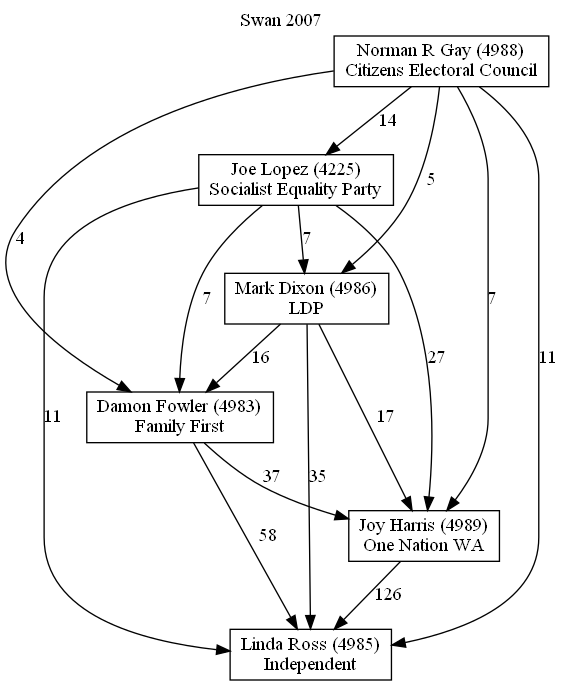 Swan 2007
Norman R Gay (4988)
Citizens Electoral Council
14
Joe Lopez (4225)
Socialist Equality Party
5
4
7
7
7
11
Mark Dixon (4986)
LDP
16
27
11
Damon Fowler (4983)
Family First
17
37
35
Joy Harris (4989)
One Nation WA
58
126
Linda Ross (4985)
Independent